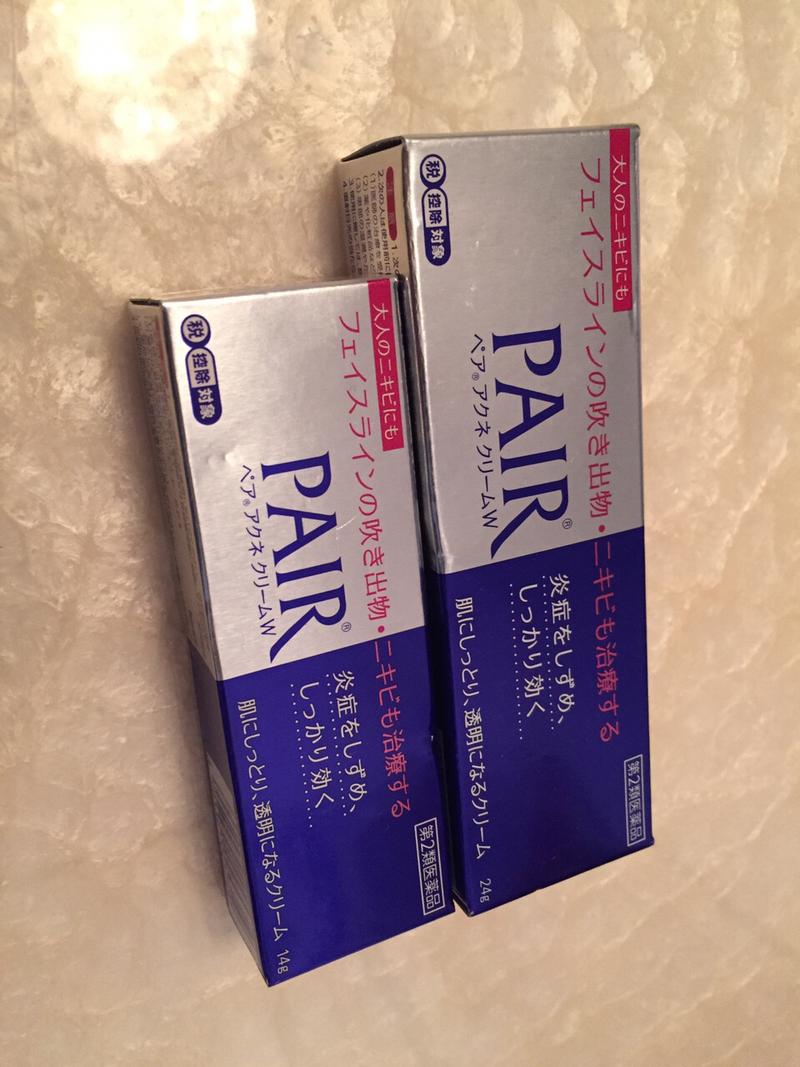 大人のニキビにも
フェイスラインの吹き出物・ニキビも治療する
PAIR®
ペア®アクネクリームW
税 控除対象
炎症をしずめ、
しっかり効く
肌にしっとり、透明になるクリーム 14g
第2類医薬品
大人のニキビにも
フェイスラインの吹き出物・ニキビも治療する
PAIR®
ペア®アクネクリームW
税 控除対象
炎症をしずめ、
しっかり効く
肌にしっとり、透明になるクリーム 24g
第2類医薬品